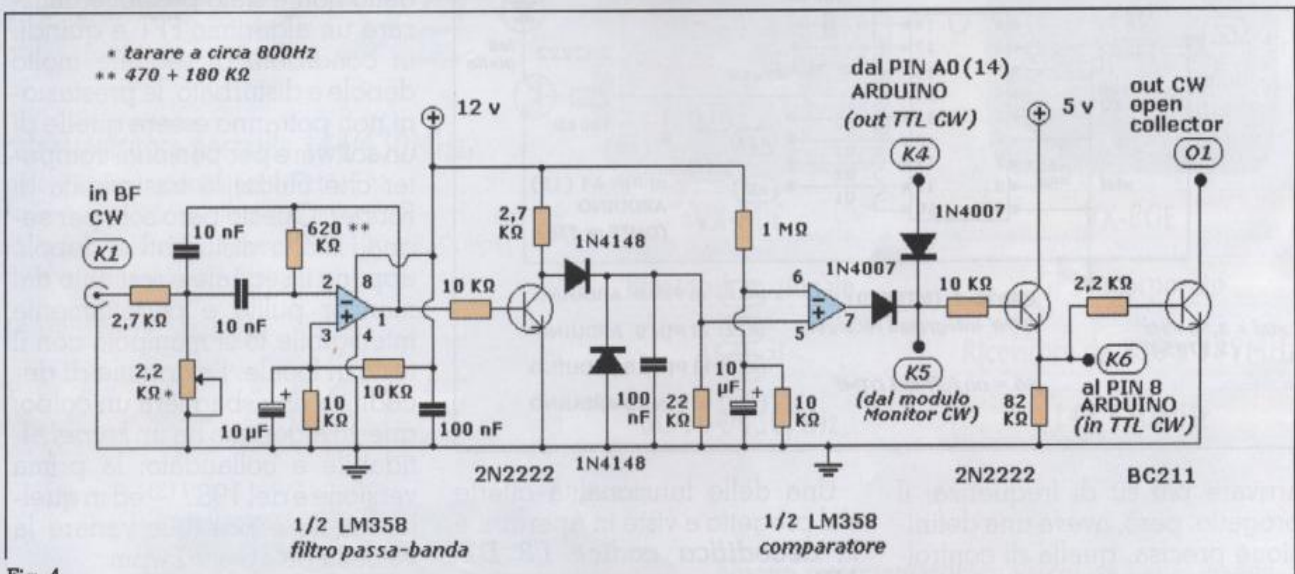 * tarare a circa 800Hz
** 470 + 180 KΩ
in BF
CW
K1
2,7KΩ
10 nF
10 nF
620 **
KΩ
2,2
KΩ*
10 µF
+
10
KΩ
10 KΩ
100 nF
2
3
8
1
4
12 v
2,7
KΩ
10 KΩ
2N2222
1N4148
1N4148
100
nF
22
KΩ
1 MΩ
10
µF
+
10
KΩ
6
5
7
1N4007
dal PIN A0 (14)
ARDUINO
(out TTL CW)
K4
1N4007
K5
(dal modulo
Monitor CW)
10 KΩ
5 v
82
KΩ
2N2222
2,2 KΩ
K6
al PIN 8
ARDUINO
(in TTL CW)
out CW
open
collector
O1
BC211
1/2 LM358
filtro passa-banda
1/2 LM358
comparatore